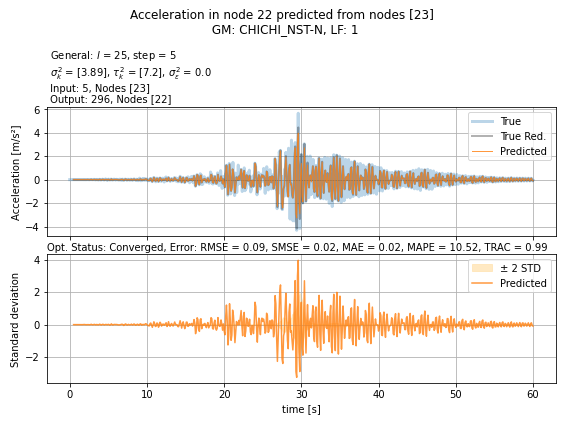 Acceleration in node 22 predicted from nodes [23]
GM: CHICHI_NST-N, LF: 1
General: l = 25, step = 5
σ²ₖ = [3.89], τ²ₖ = [7.2], σ²_ε = 0.0
Input: 5, Nodes [23]
Output: 296, Nodes [22]
6
4
2
0
−2
−4
Acceleration [m/s²]
True
True Red.
Predicted
Opt. Status: Converged, Error: RMSE = 0.09, SMSE = 0.02, MAE = 0.02, MAPE = 10.52, TRAC = 0.99
4
2
0
−2
Standard deviation
± 2 STD
Predicted
0 10 20 30 40 50 60
time [s]